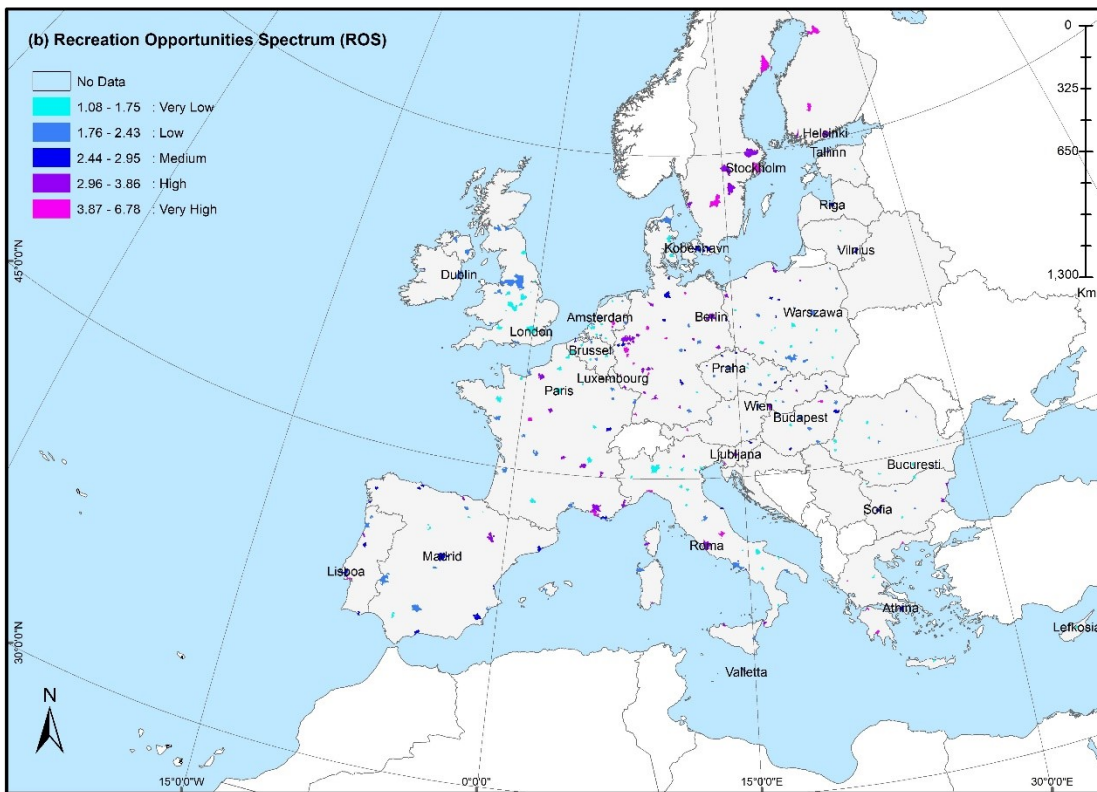 (b) Recreation Opportunities Spectrum (ROS)
No Data
1.08 - 1.75 : Very Low
1.76 - 2.43 : Low
2.44 - 2.95 : Medium
2.96 - 3.86 : High
3.87 - 6.78 : Very High
0
325
650
1,300
Km
Helsinki
Tallinn
Stockholm
Riga
Kobenhavn
Vilnius
Dublin
Amsterdam
Berlin
Warszawa
London
Brussel
Praha
Luxembourg
Paris
Wien
Budapest
Ljubljana
Bucuresti
Sofia
Roma
Madrid
Lisboa
Athina
Lefkosia
Valletta
N
45°0'0"N
30°0'0"N
15°0'0"W
0°0'0"
15°0'0"E
30°0'0"E